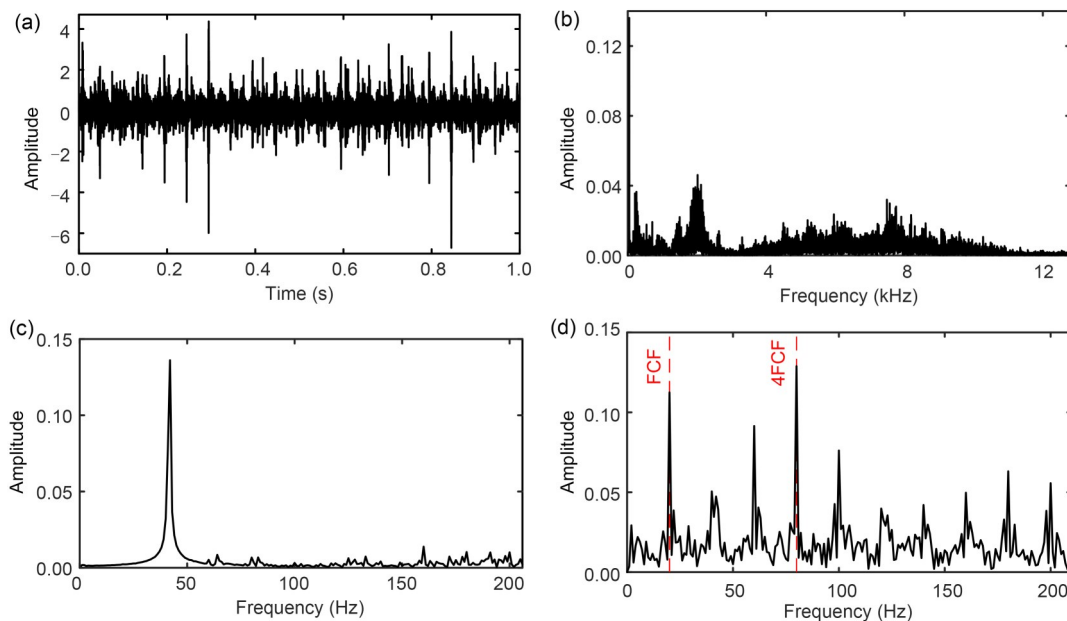 (a)
4
2
0
−2
−4
−6
Amplitude
0.0 0.2 0.4 0.6 0.8 1.0
Time (s)
(b)
0.12
0.08
0.04
0.00
Amplitude
0 4 8 12
Frequency (kHz)
(c)
0.15
0.10
0.05
0.00
Amplitude
0 50 100 150 200
Frequency (Hz)
(d)
0.15
0.10
0.05
0.00
Amplitude
FCF
4FCF
0 50 100 150 200
Frequency (Hz)